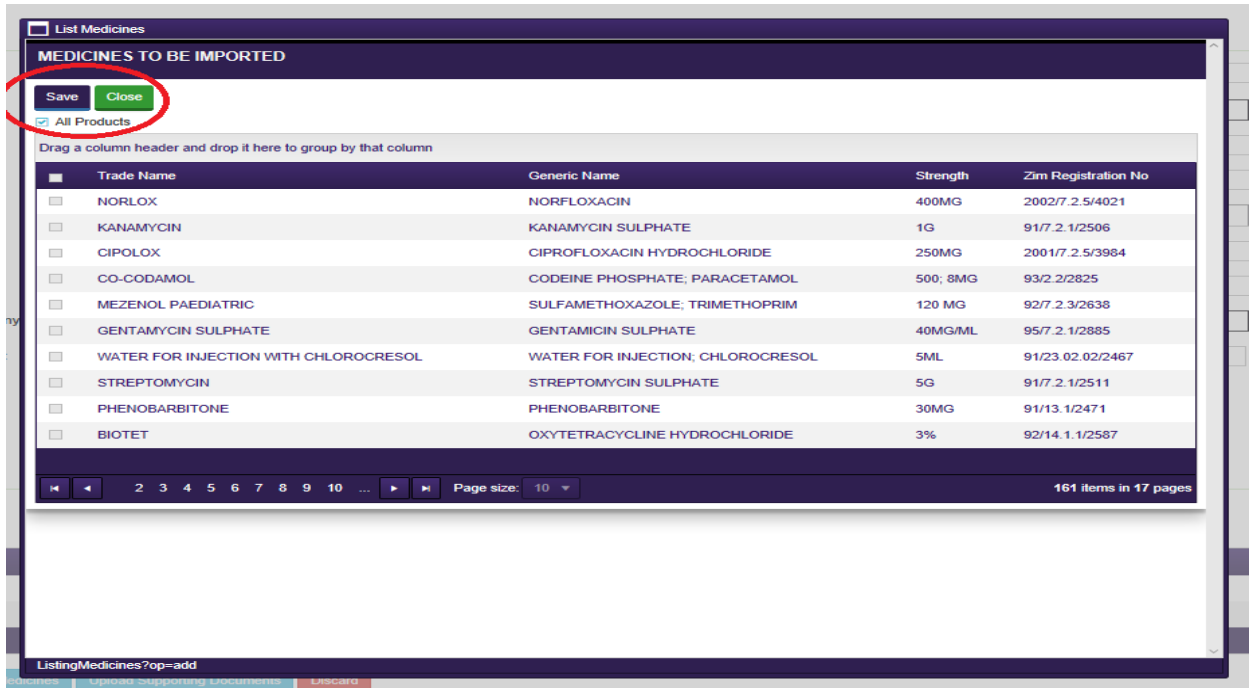 List Medicines
MEDICINES TO BE IMPORTED
Save Close
All Products
Drag a column header and drop it here to group by that column
Trade Name Generic Name Strength Zim Registration No
NORLOX NORFLOXACIN 400MG 2002/7.2.5/4021
KANAMYCIN KANAMYCIN SULPHATE 1G 91/7.2.1/2506
CIPOLOX CIPROFLOXACIN HYDROCHLORIDE 250MG 2001/7.2.5/3984
CO-CODAMOL CODEINE PHOSPHATE; PARACETAMOL 500; 8MG 93/2.2/2825
MEZENOL PAEDIATRIC SULFAMETHOXAZOLE; TRIMETHOPRIM 120 MG 92/7.2.3/2638
ny
GENTAMYCIN SULPHATE GENTAMICIN SULPHATE 40MG/ML 95/7.2.1/2885
WATER FOR INJECTION WITH CHLOROCRESOL WATER FOR INJECTION; CHLOROCRESOL 5ML 91/23.02.02/2467
STREPTOMYCIN STREPTOMYCIN SULPHATE 5G 91/7.2.1/2511
PHENOBARBITONE PHENOBARBITONE 30MG 91/13.1/2471
BIOTET OXYTETRACYCLINE HYDROCHLORIDE 3% 92/14.1.1/2587
2 3 4 5 6 7 8 9 10 ... Page size: 10 161 items in 17 pages
ListingMedicines?op=add
edicines Upload Supporting Documents Discard